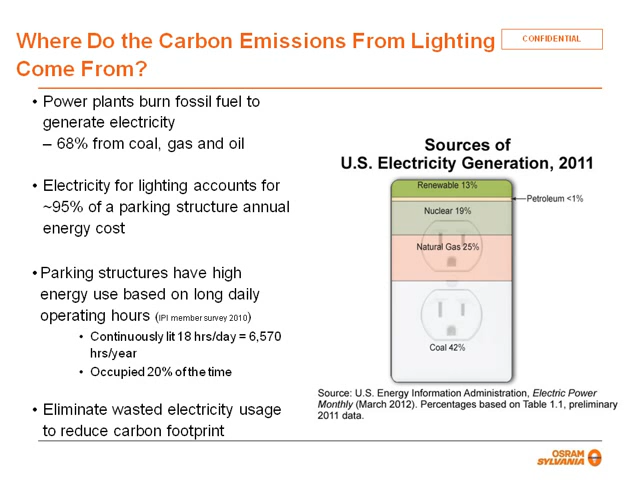 Where Do the Carbon Emissions From Lighting
Come From?
CONFIDENTIAL
• Power plants burn fossil fuel to
generate electricity
– 68% from coal, gas and oil
• Electricity for lighting accounts for
~95% of a parking structure annual
energy cost
• Parking structures have high
energy use based on long daily
operating hours (IPI member survey 2010)
• Continuously lit 18 hrs/day = 6,570
hrs/year
• Occupied 20% of the time
• Eliminate wasted electricity usage
to reduce carbon footprint
Sources of
U.S. Electricity Generation, 2011
Renewable 13%
Petroleum <1%
Nuclear 19%
Natural Gas 25%
Coal 42%
Source: U.S. Energy Information Administration, Electric Power
Monthly (March 2012). Percentages based on Table 1.1, preliminary
2011 data.
OSRAM
SYLVANIA